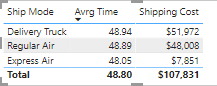 Ship Mode Avrg Time Shipping Cost
Delivery Truck 48.94 $51,972
Regular Air 48.89 $48,008
Express Air 48.05 $7,851
Total 48.80 $107,831